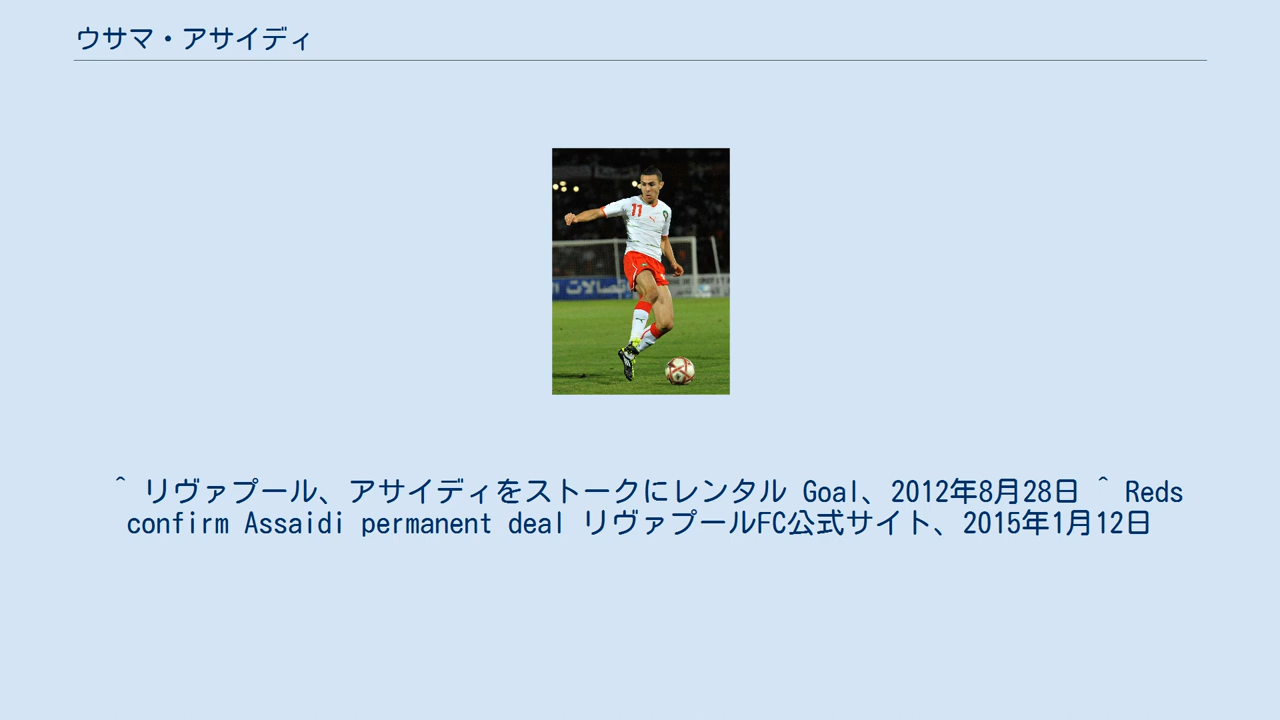 ウサマ・アサイディ
11
اتصالات
^ リヴァプール、アサイディをストークにレンタル Goal、2012年8月28日 ^ Reds
confirm Assaidi permanent deal リヴァプールFC公式サイト、2015年1月12日